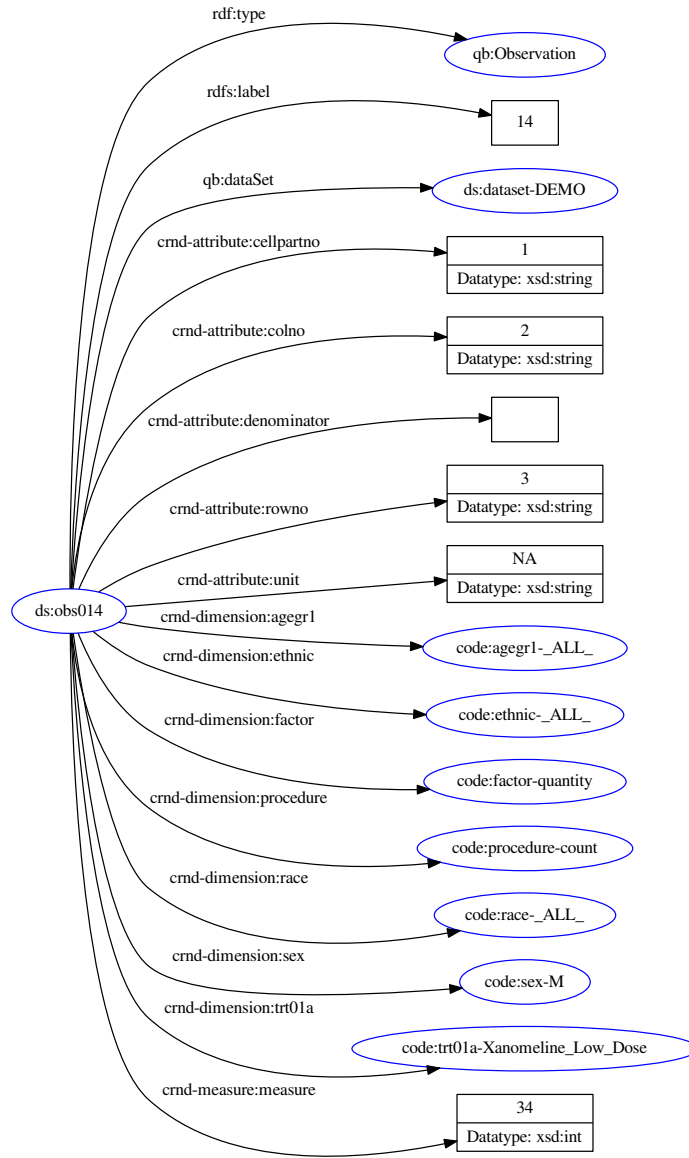 rdf:type
qb:Observation
rdfs:label
14
qb:dataSet
ds:dataset-DEMO
crnd-attribute:cellpartno
1
Datatype: xsd:string
crnd-attribute:colno
2
Datatype: xsd:string
crnd-attribute:denominator
crnd-attribute:rowno
3
Datatype: xsd:string
crnd-attribute:unit
NA
Datatype: xsd:string
ds:obs014
crnd-dimension:agegr1
code:agegr1-_ALL_
crnd-dimension:ethnic
code:ethnic-_ALL_
crnd-dimension:factor
code:factor-quantity
crnd-dimension:procedure
code:procedure-count
crnd-dimension:race
code:race-_ALL_
crnd-dimension:sex
code:sex-M
crnd-dimension:trt01a
code:trt01a-Xanomeline_Low_Dose
crnd-measure:measure
34
Datatype: xsd:int